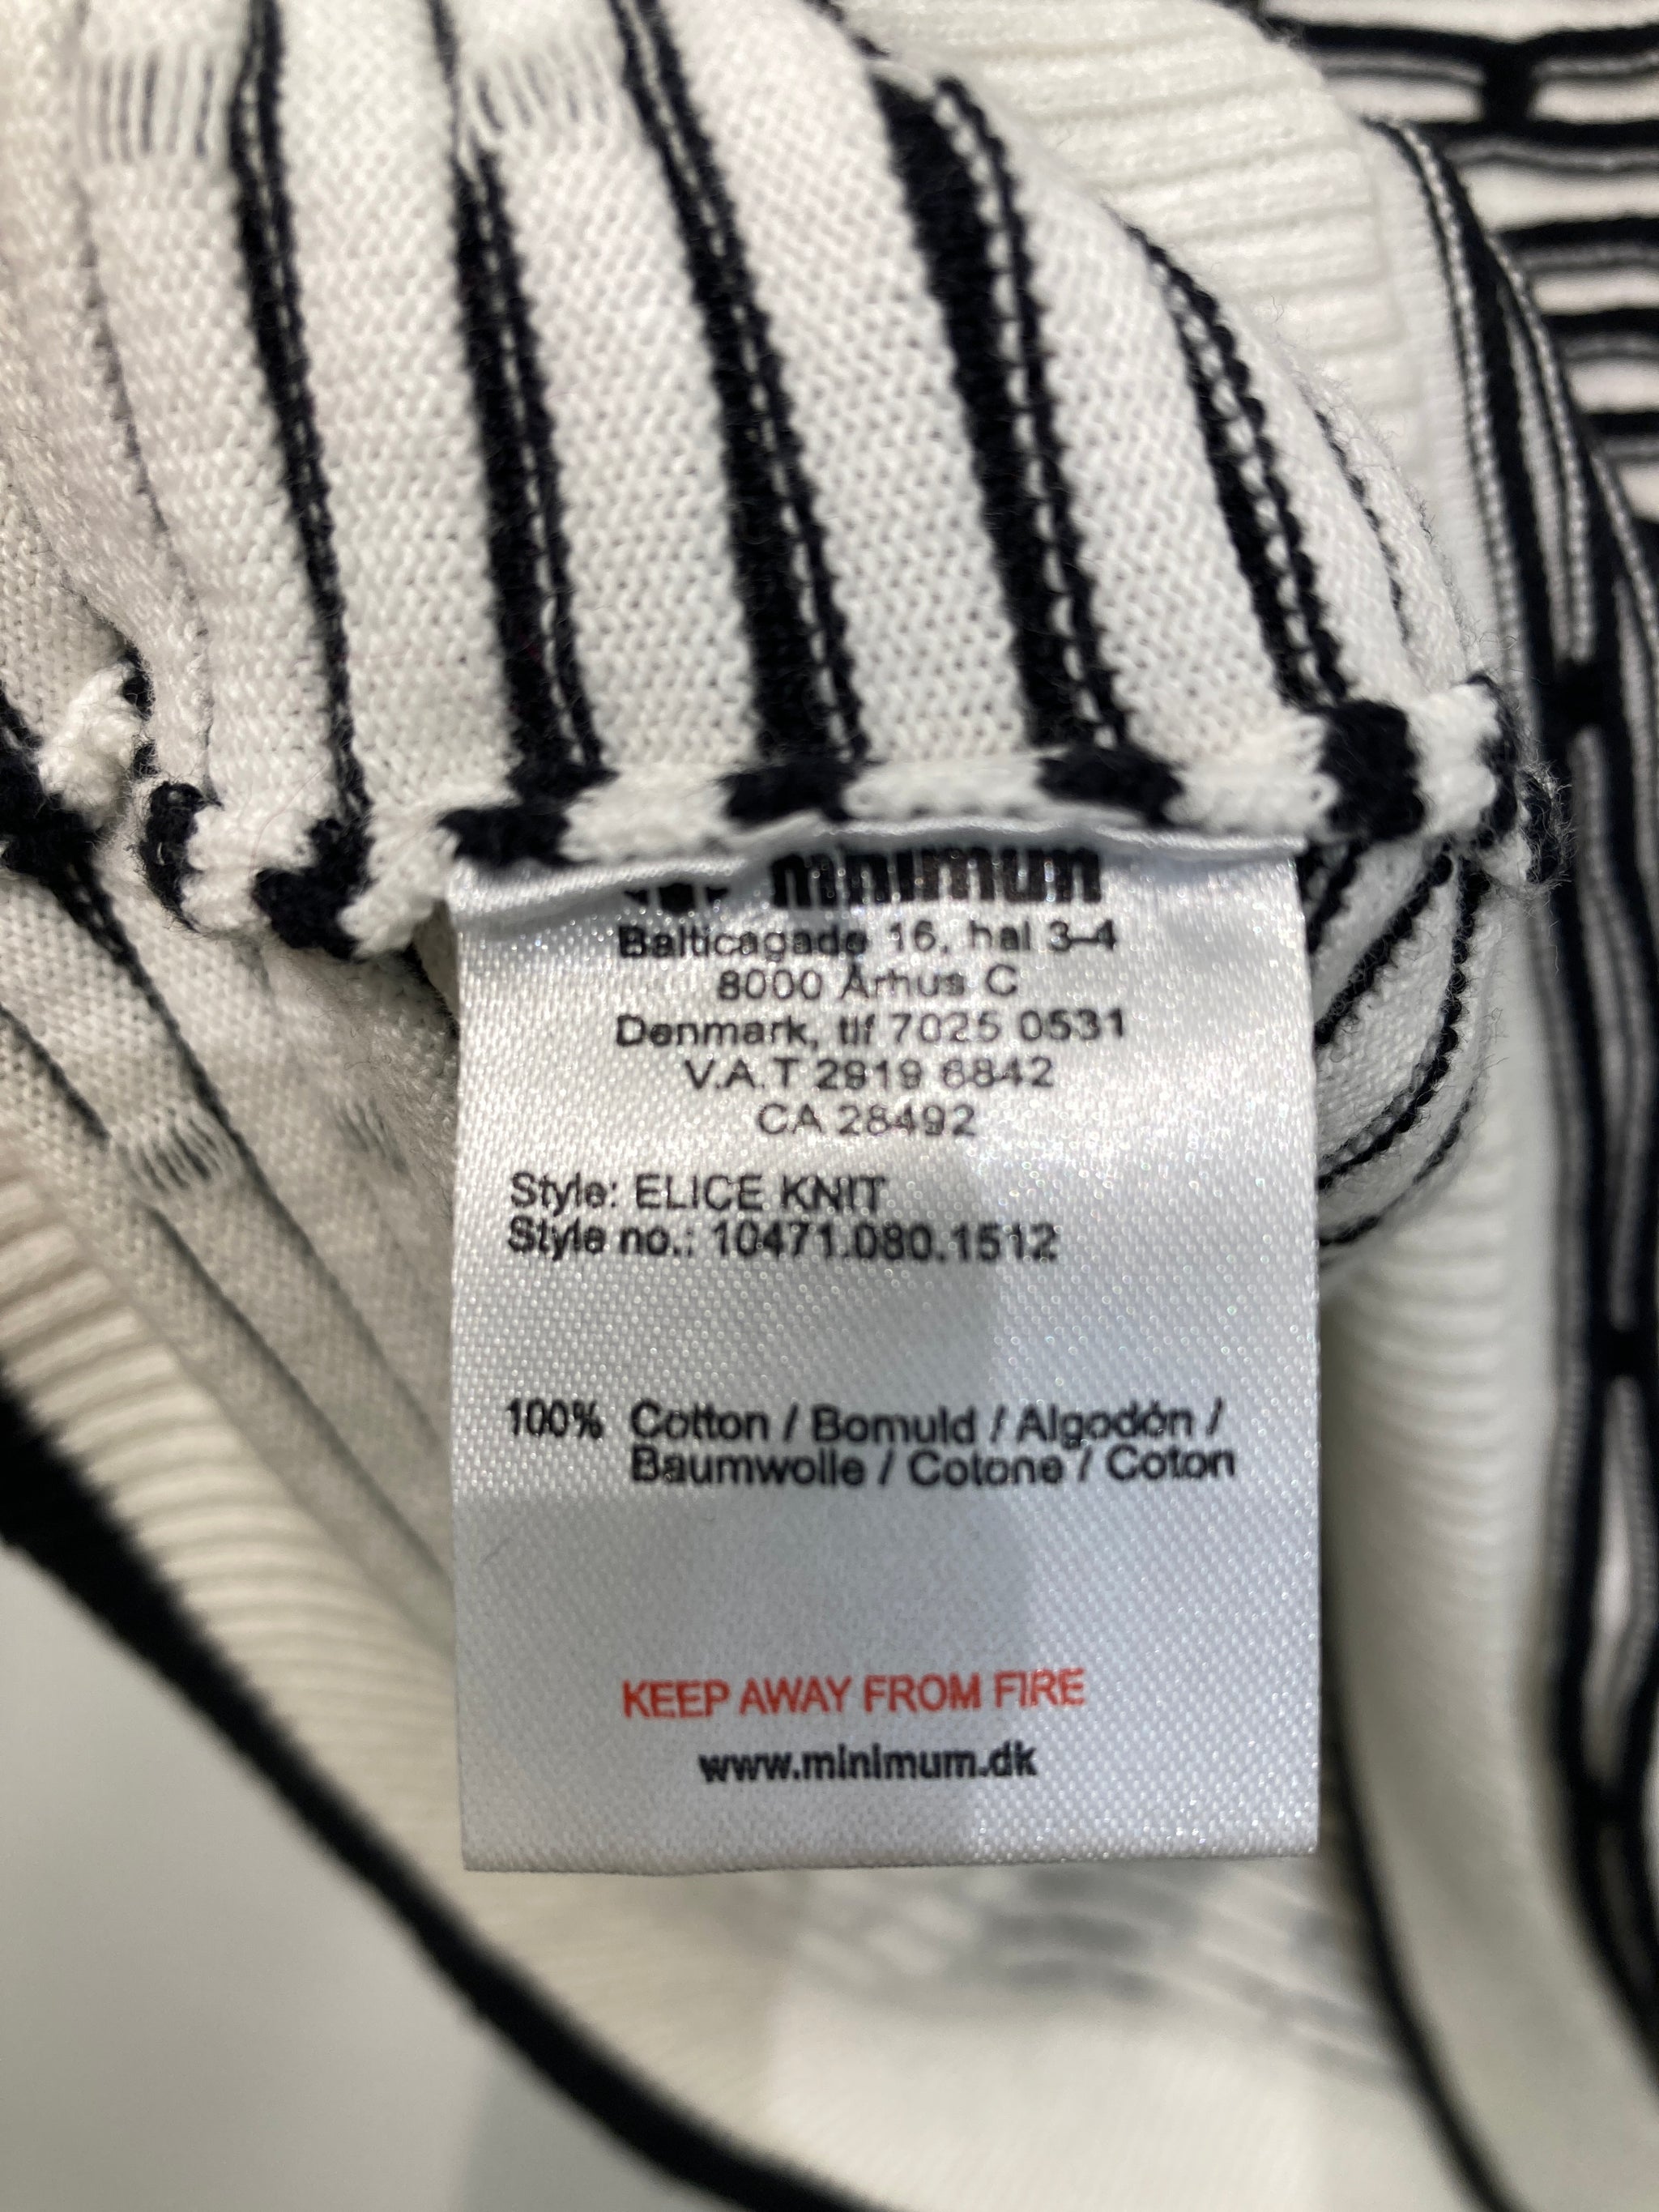 minimum
Balticagade 16, hal 3-4
8000 Århus C
Denmark, tlf 7025 0531
V.A.T 2919 6842
CA 28492
Style: ELICE KNIT
Style no.: 10471.080.1512
100% Cotton / Bomuld / Algodón /
Baumwolle / Cotone / Coton
KEEP AWAY FROM FIRE
www.minimum.dk